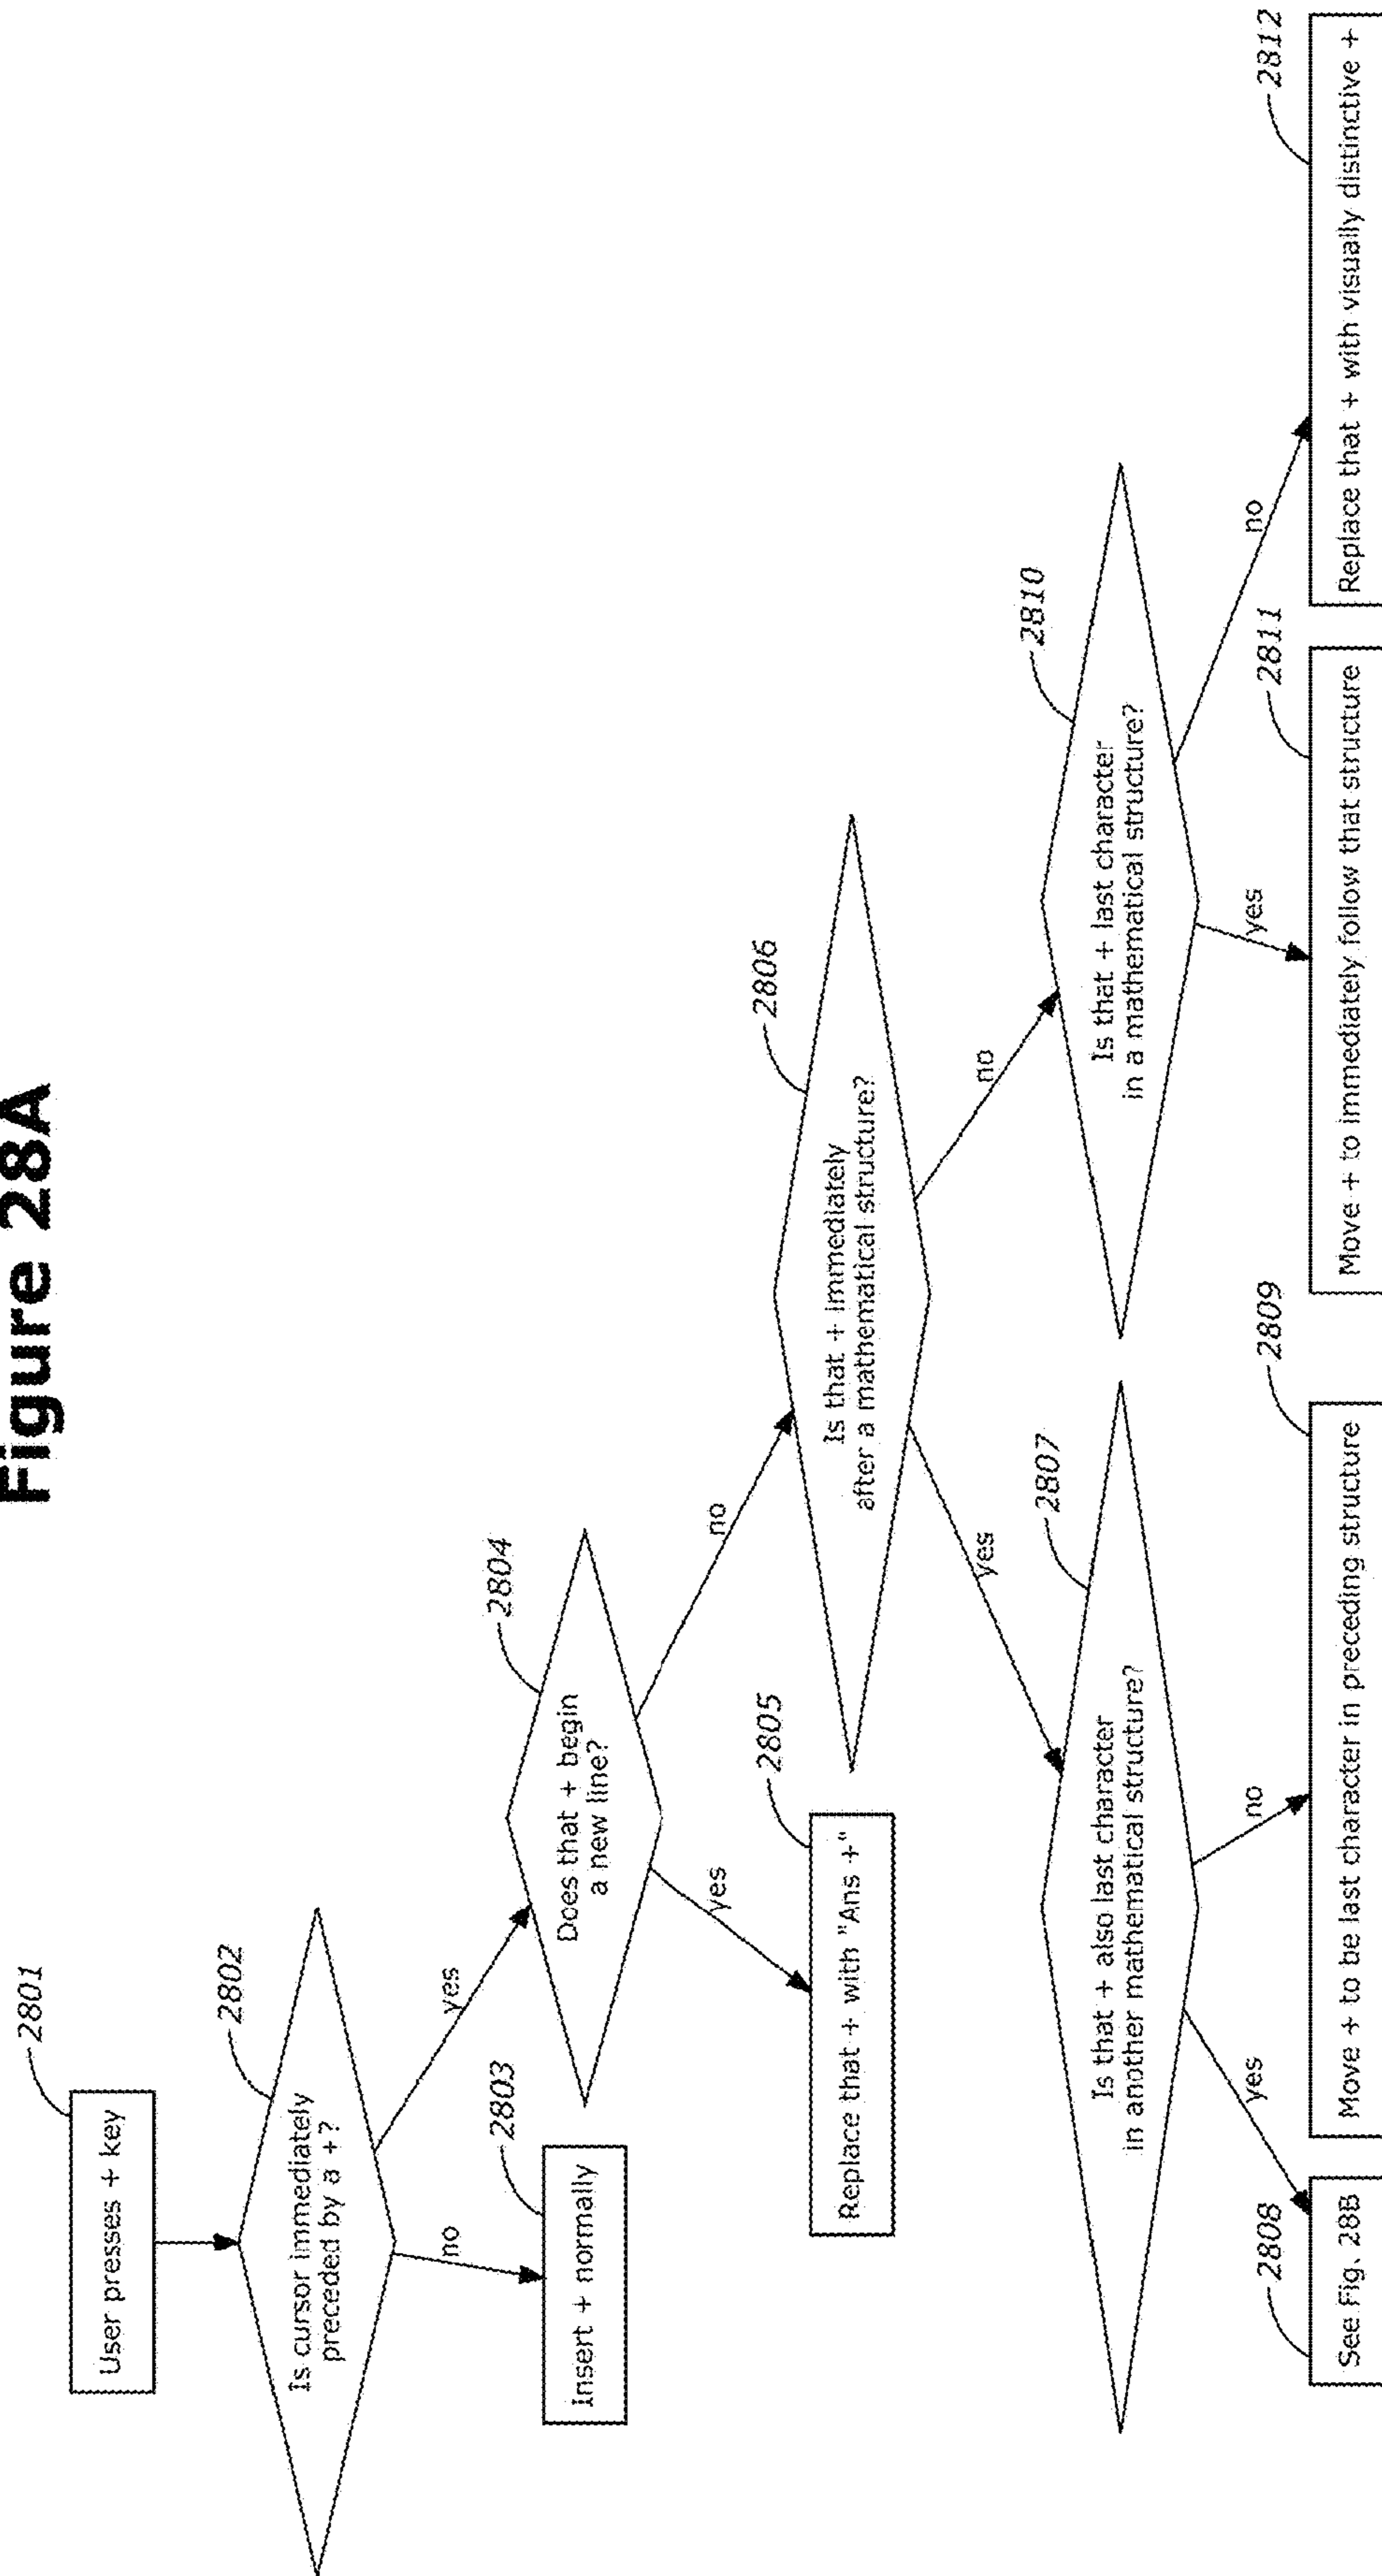 Figure 28A
2801
User presses + key
2802
Is cursor immediately
preceded by a +?
no
yes
2803
Insert + normally
2804
Does that + begin
a new line?
yes
no
2805
Replace that + with "Ans +"
2806
Is that + immediately
after a mathematical structure?
yes
no
2807
Is that + also last character
in another mathematical structure?
yes
no
2810
Is that + last character
in a mathematical structure?
yes
no
2808
See Fig. 28B
2809
Move + to be last character in preceding structure
2811
Move + to immediately follow that structure
2812
Replace that + with visually distinctive +